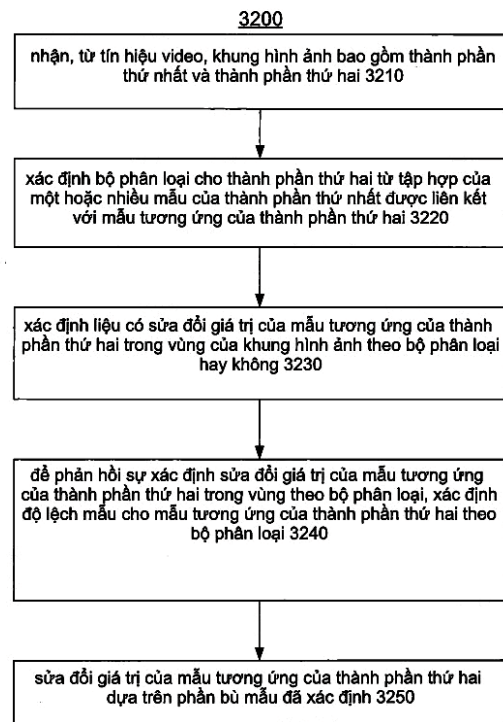 3200
nhận, từ tín hiệu video, khung hình ảnh bao gồm thành phần
thứ nhất và thành phần thứ hai 3210
xác định bộ phân loại cho thành phần thứ hai từ tập hợp của
một hoặc nhiều mẫu của thành phần thứ nhất được liên kết
với mẫu tương ứng của thành phần thứ hai 3220
xác định liệu có sửa đổi giá trị của mẫu tương ứng của thành
phần thứ hai trong vùng của khung hình ảnh theo bộ phân loại
hay không 3230
để phản hồi sự xác định sửa đổi giá trị của mẫu tương ứng
của thành phần thứ hai trong vùng theo bộ phân loại, xác định
độ lệch mẫu cho mẫu tương ứng của thành phần thứ hai theo
bộ phân loại 3240
sửa đổi giá trị của mẫu tương ứng của thành phần thứ hai
dựa trên phần bù mẫu đã xác định 3250